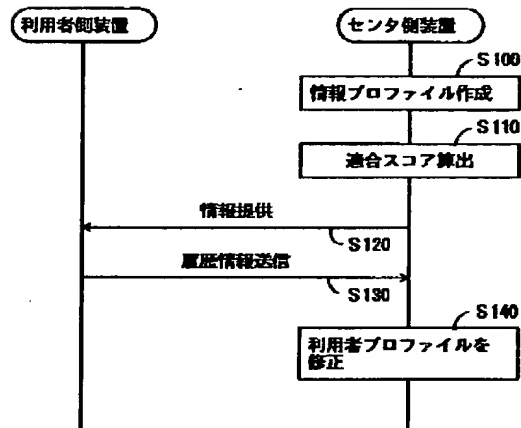 利用者側装置
センタ側装置
S100
情報プロファイル作成
S110
適合スコア算出
情報提供
S120
履歴情報送信
S130
S140
利用者プロファイルを
修正